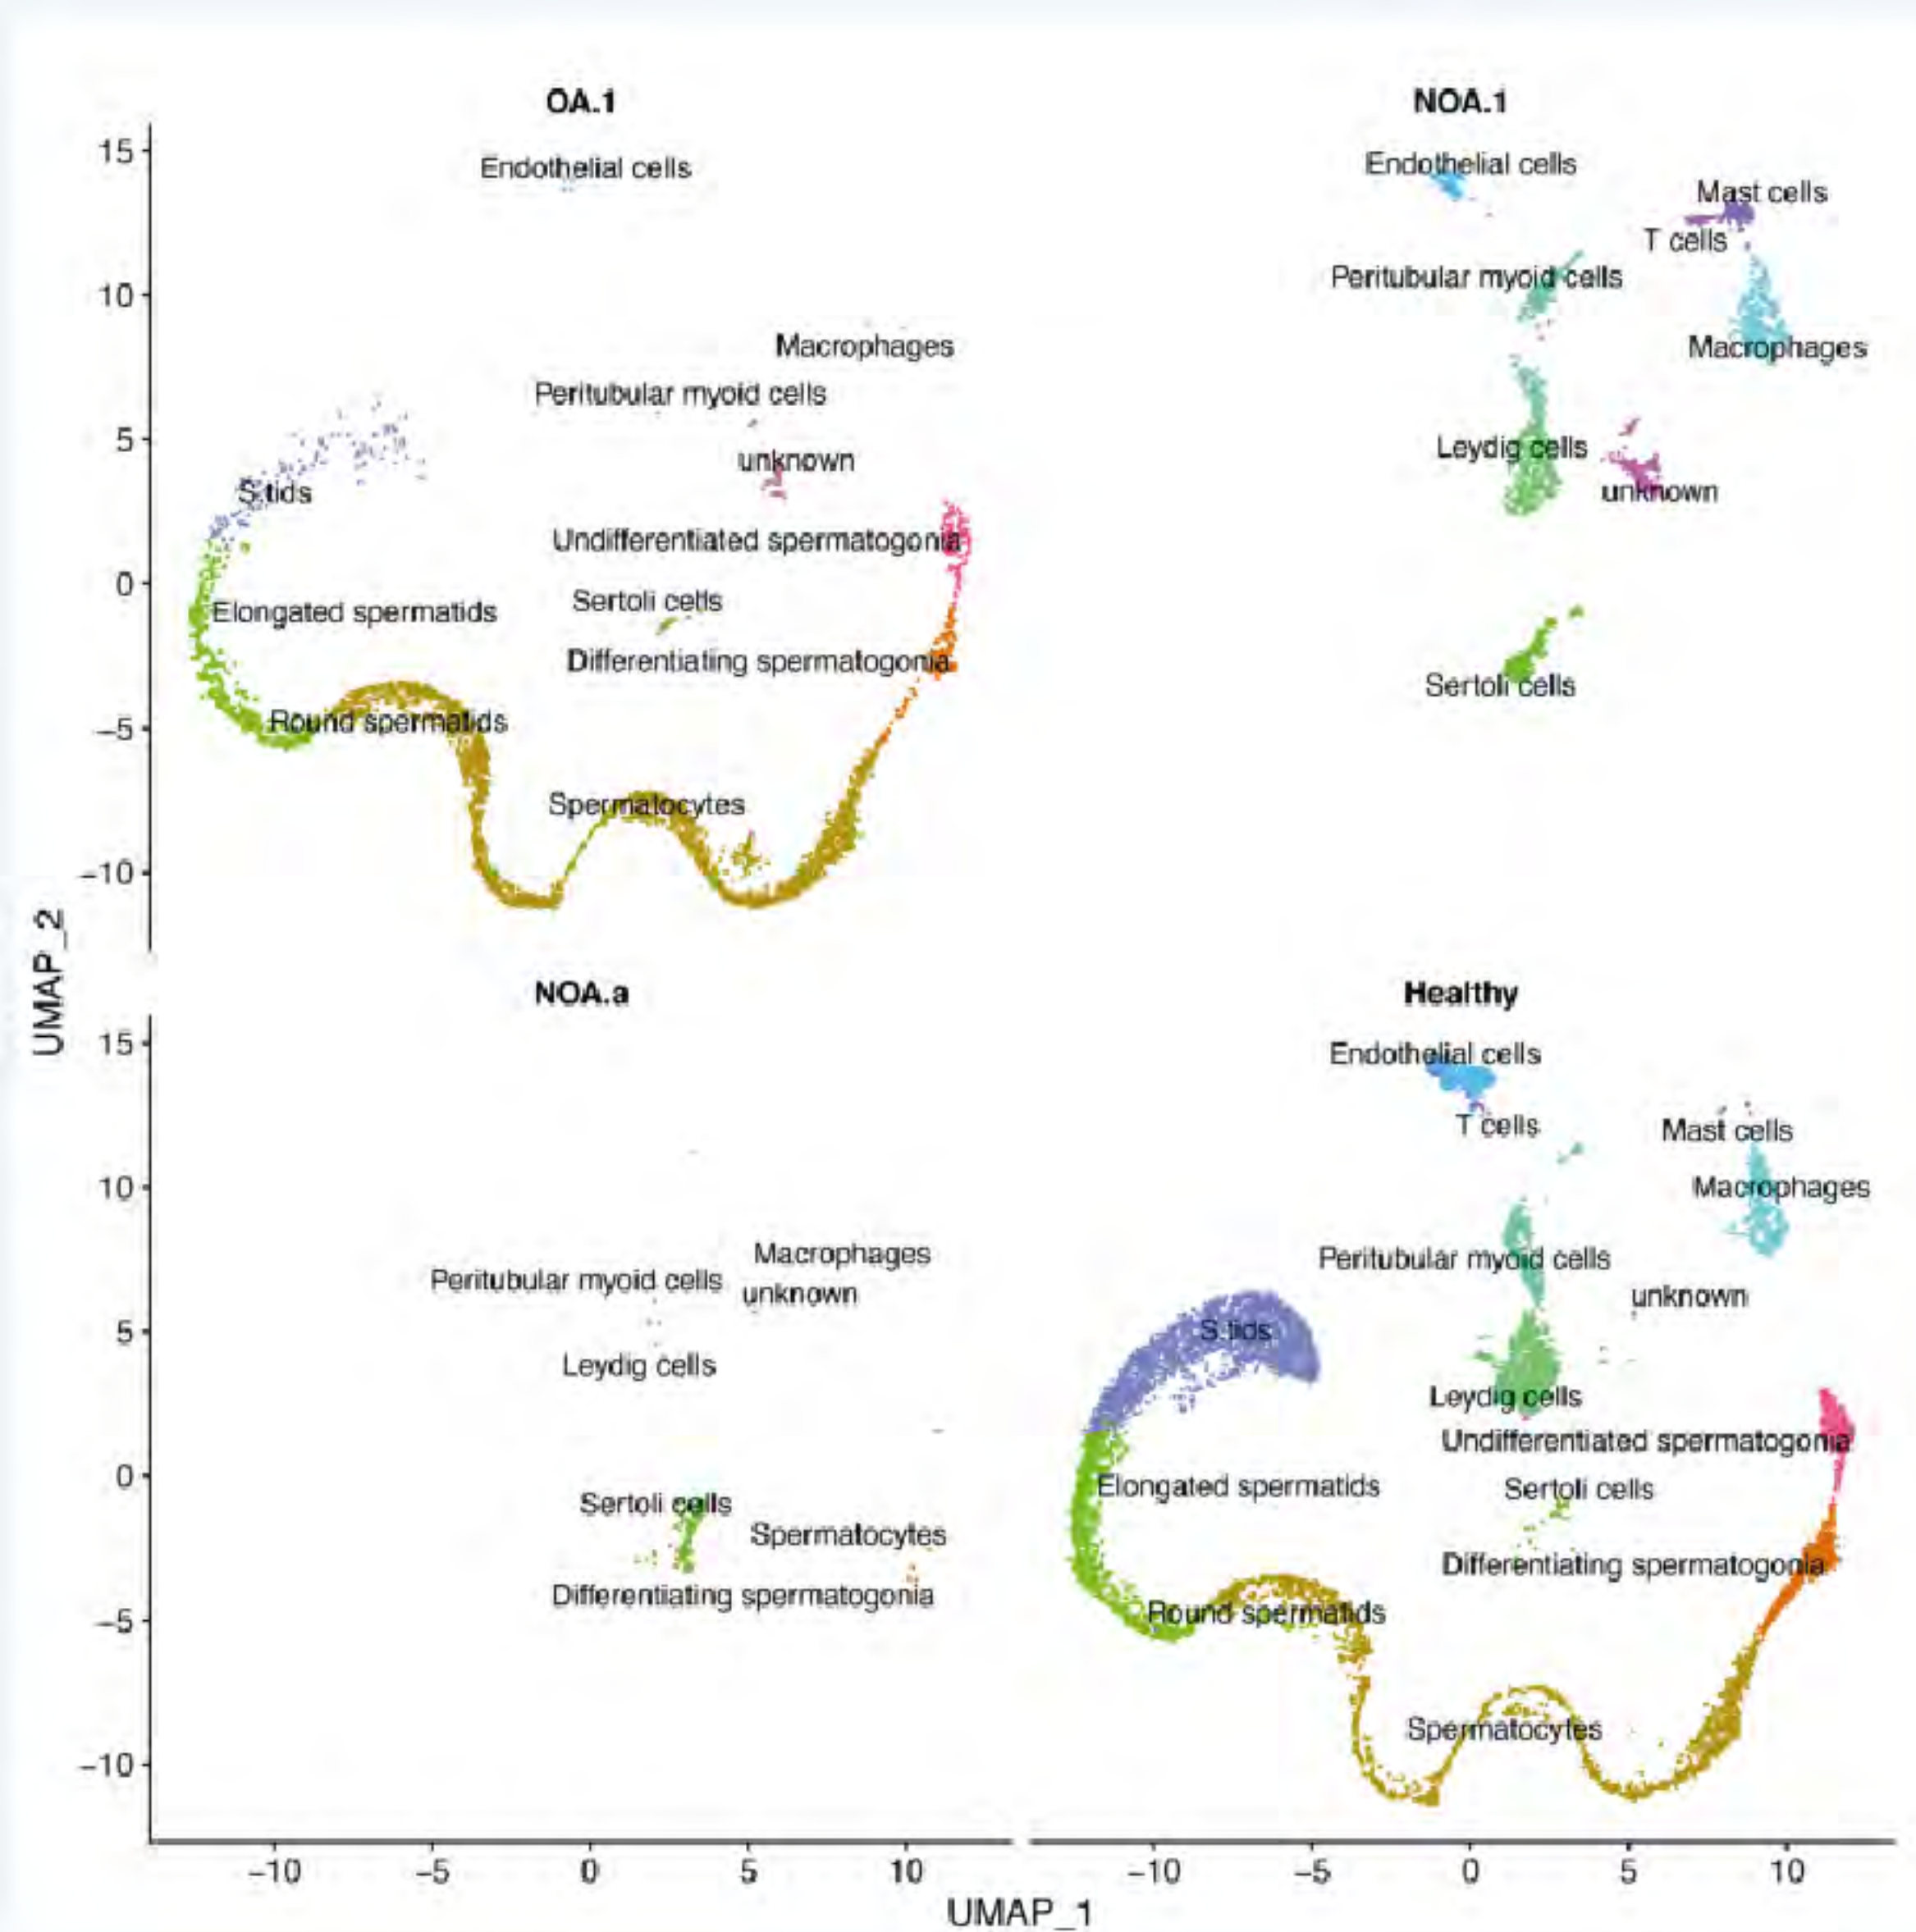 OA.1
NOA.1
15
10
5
0
−5
−10
Endothelial cells
Macrophages
Peritubular myoid cells
unknown
S.tids
Undifferentiated spermatogonia
Elongated spermatids
Sertoli cells
Differentiating spermatogonia
Round spermatids
Spermatocytes
Endothelial cells
Mast cells
T cells
Peritubular myoid cells
Macrophages
Leydig cells
unknown
Sertoli cells
UMAP_2
NOA.a
Healthy
15
10
5
0
−5
−10
Macrophages
Peritubular myoid cells
unknown
Leydig cells
Sertoli cells
Spermatocytes
Differentiating spermatogonia
Endothelial cells
T cells
Mast cells
Macrophages
Peritubular myoid cells
unknown
S.tids
Leydig cells
Undifferentiated spermatogonia
Elongated spermatids
Sertoli cells
Differentiating spermatogonia
Round spermatids
Spermatocytes
−10 −5 0 5 10
−10 −5 0 5 10
UMAP_1